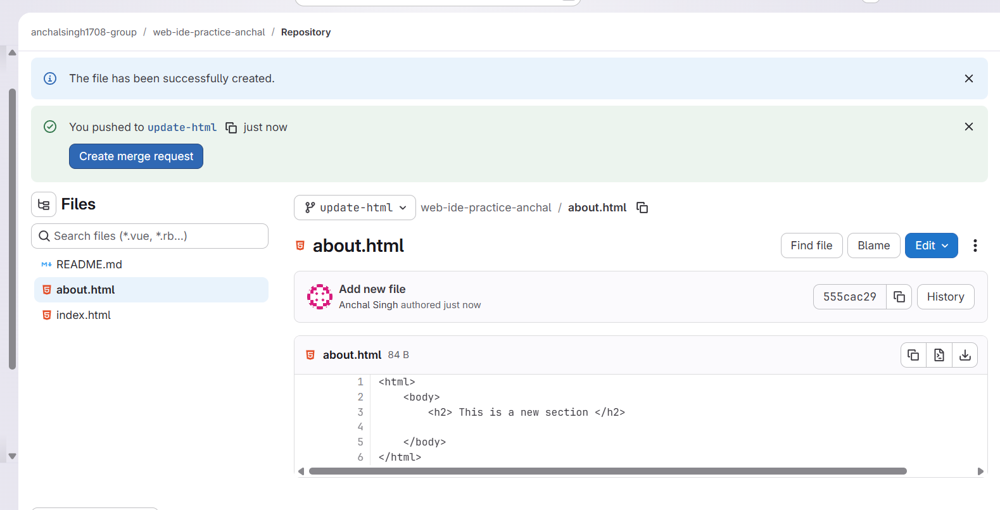 anchalsingh1708-group / web-ide-practice-anchal / Repository
The file has been successfully created.
You pushed to update-html just now
Create merge request
Files
Search files (*.vue, *.rb...)
README.md
about.html
index.html
update-html web-ide-practice-anchal / about.html
about.html
Find file Blame Edit
Add new file
Anchal Singh authored just now
555cac29 History
about.html 84 B
1 <html>
2     <body>
3         <h2> This is a new section </h2>
4
5     </body>
6 </html>